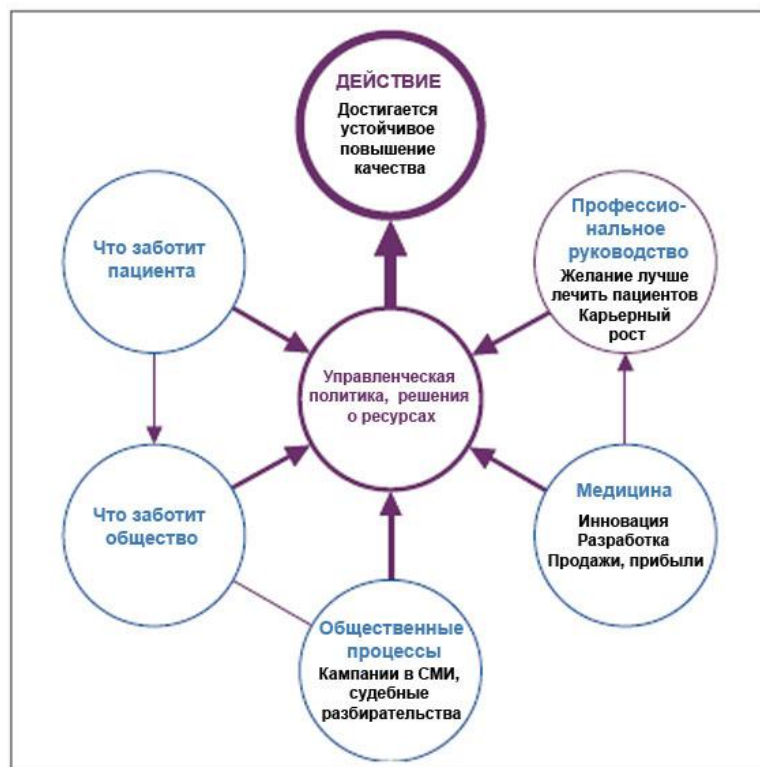 ДЕЙСТВИЕ
Достигается
устойчивое
повышение
качества
Что заботит
пациента
Профессио-
нальное
руководство
Желание лучше
лечить пациентов
Карьерный
рост
Управленческая
политика, решения
о ресурсах
Что заботит
общество
Медицина
Инновация
Разработка
Продажи, прибыли
Общественные
процессы
Кампании в СМИ,
судебные
разбирательства